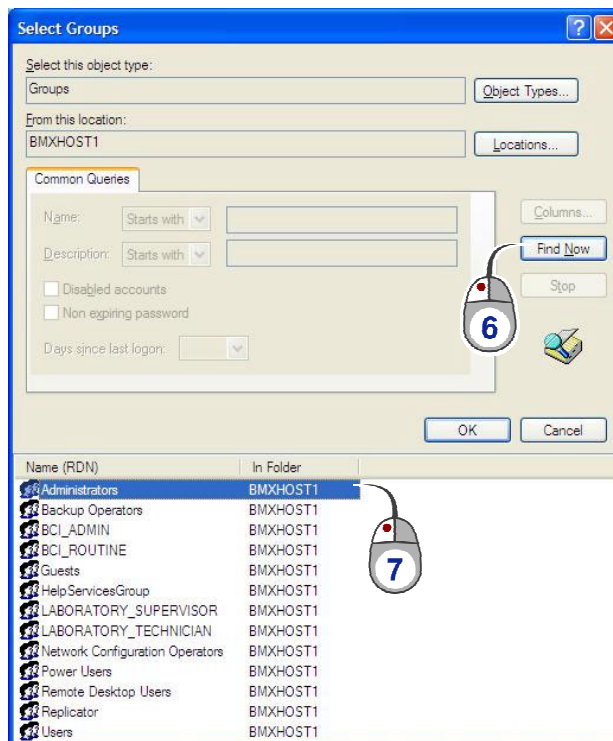 Select Groups
Select this object type:
Groups
Object Types...
From this location:
BMXHOST1
Locations...
Common Queries
Name:
Starts with
Columns...
Description:
Starts with
Find Now
Disabled accounts
Stop
Non expiring password
6
Days since last logon:
OK
Cancel
Name (RDN) In Folder
Administrators BMXHOST1
Backup Operators BMXHOST1
BCI_ADMIN BMXHOST1
BCI_ROUTINE BMXHOST1
7
Guests BMXHOST1
HelpServicesGroup BMXHOST1
LABORATORY_SUPERVISOR BMXHOST1
LABORATORY_TECHNICIAN BMXHOST1
Network Configuration Operators BMXHOST1
Power Users BMXHOST1
Remote Desktop Users BMXHOST1
Replicator BMXHOST1
Users BMXHOST1